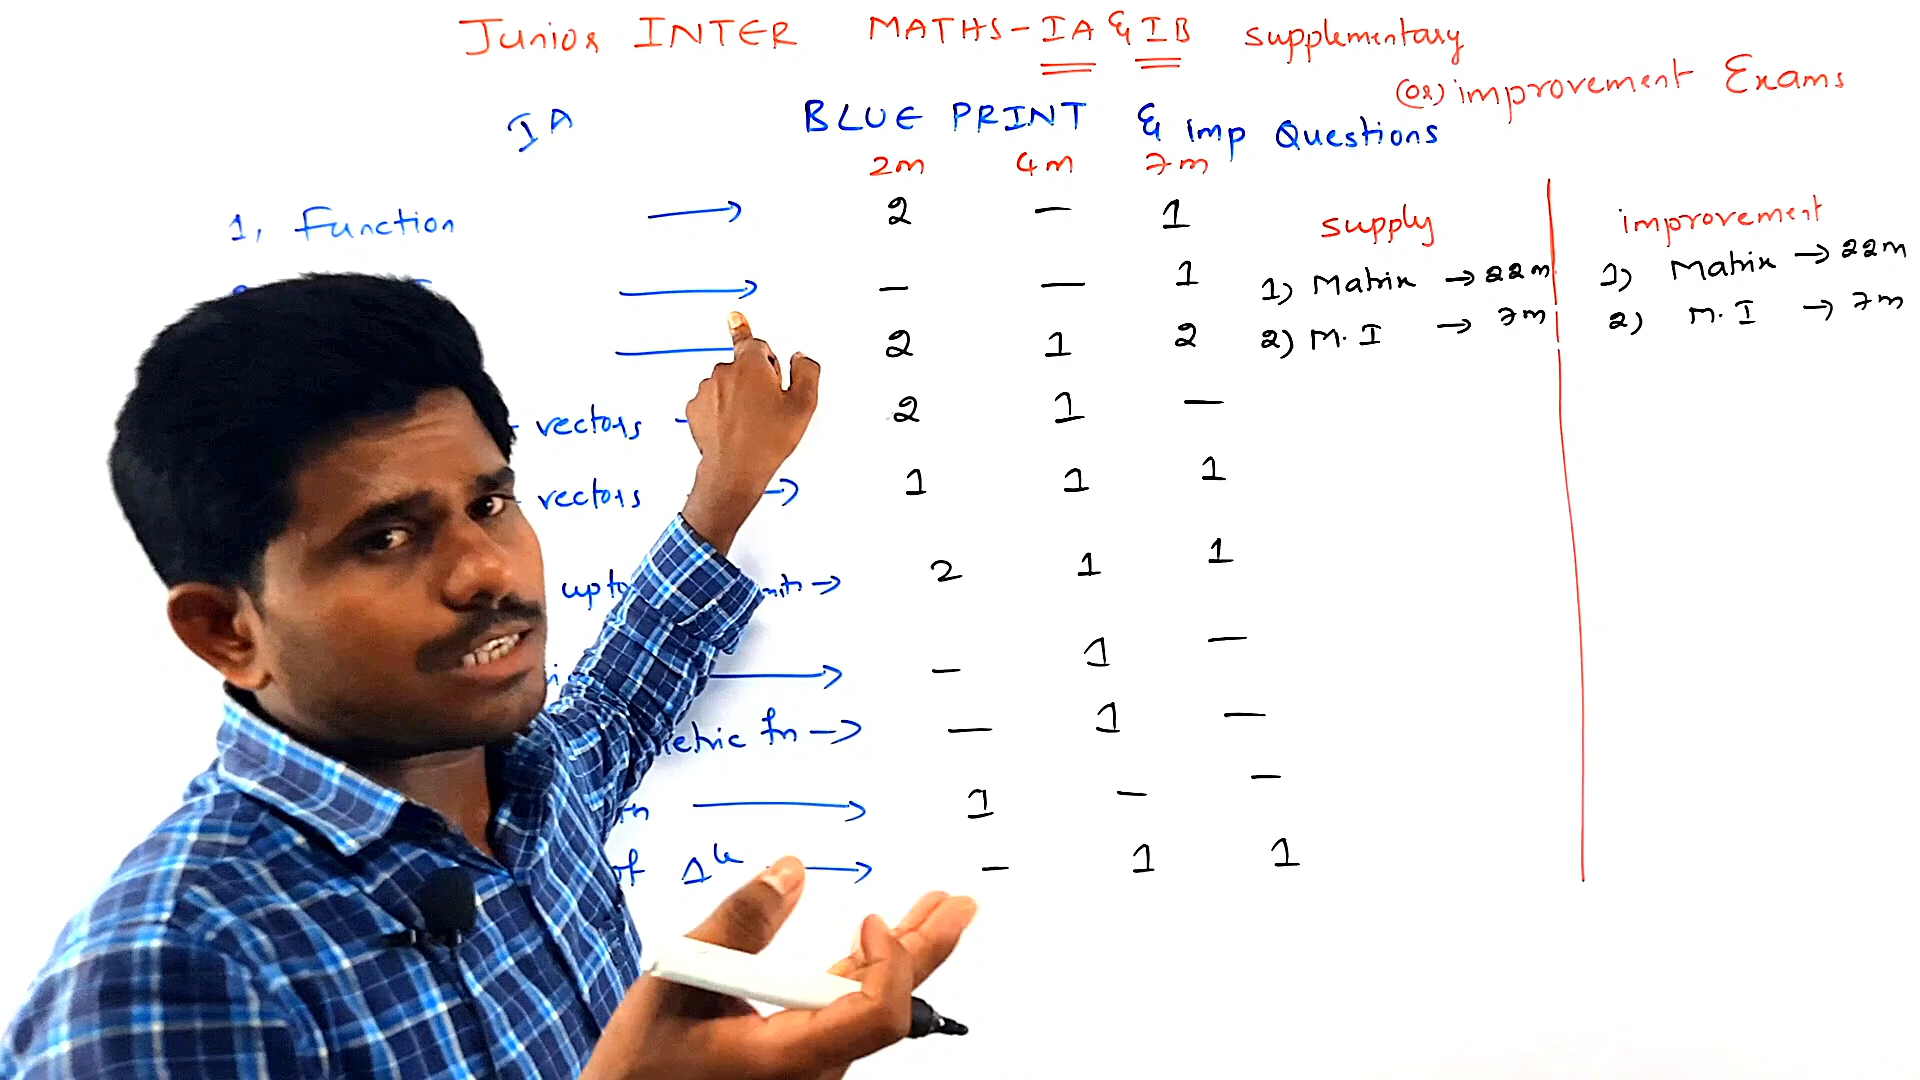 Junior INTER MATHS-IA & IB supplementary
(or) improvement Exams
IA BLUE PRINT & imp Questions
2m 4m 7m
1, Function → 2 — 1
supply improvement
→ — — 1
1) Matrix → 22m 1) Matrix → 22m
2 1 2
2) M.I → 7m 2) M.I → 7m
vectors - 2 1 —
vectors → 1 1 1
upto → 2 1 1
→ — 1 —
fn → — 1 —
→ 1 — —
of Δle → — 1 1